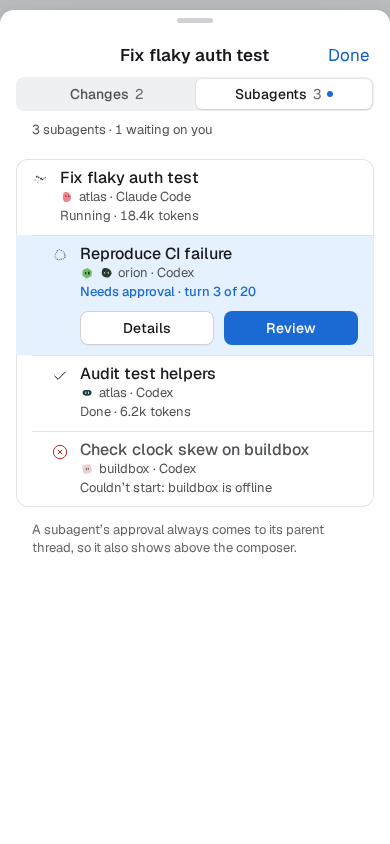 Fix flaky auth test
Done
Changes 2
Subagents 3
3 subagents · 1 waiting on you
Fix flaky auth test
atlas · Claude Code
Running · 18.4k tokens
Reproduce CI failure
orion · Codex
Needs approval · turn 3 of 20
Details
Review
Audit test helpers
atlas · Codex
Done · 6.2k tokens
Check clock skew on buildbox
buildbox · Codex
Couldn’t start: buildbox is offline
A subagent’s approval always comes to its parent
thread, so it also shows above the composer.